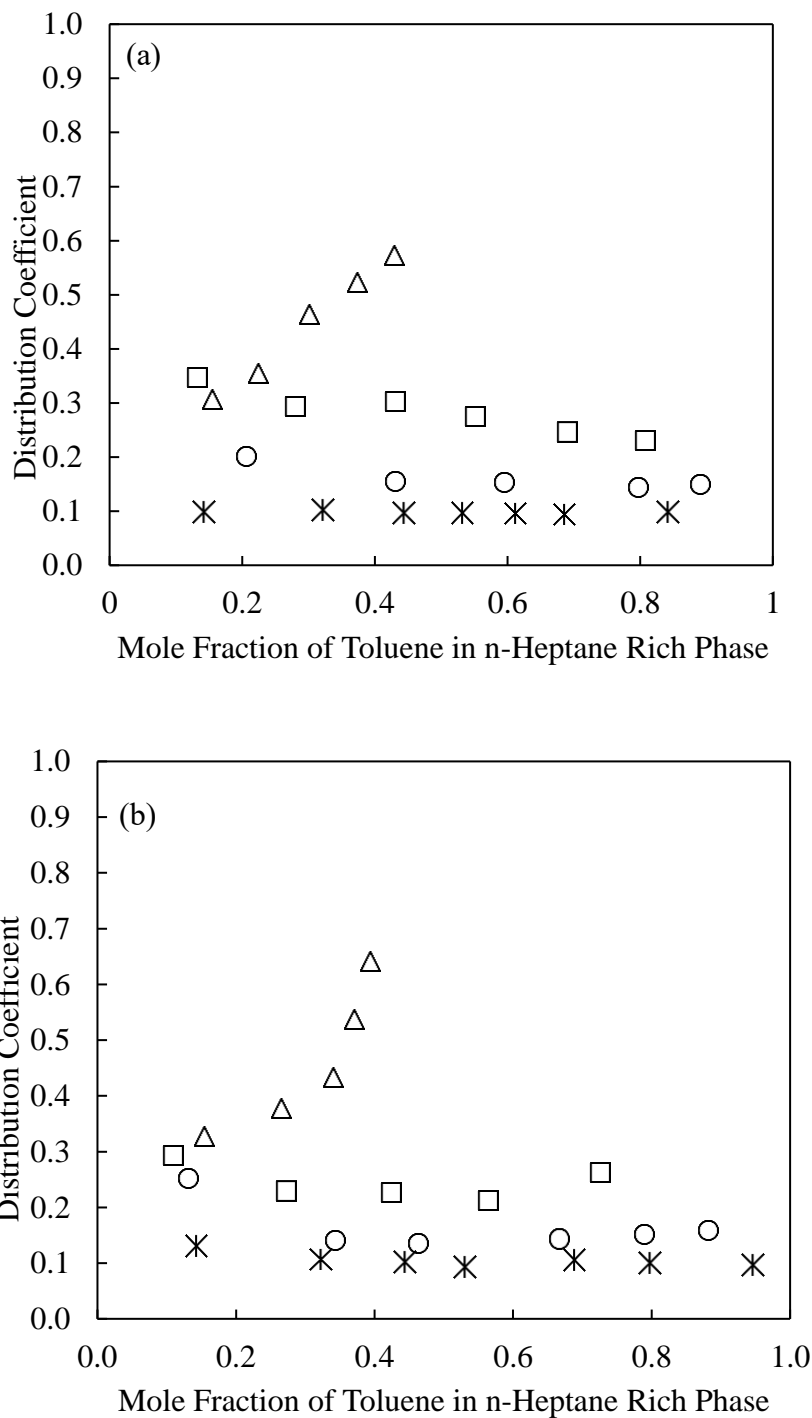 (a)
1.0
0.9
0.8
0.7
0.6
0.5
0.4
0.3
0.2
0.1
0.0
Distribution Coefficient
0 0.2 0.4 0.6 0.8 1
Mole Fraction of Toluene in n-Heptane Rich Phase
(b)
1.0
0.9
0.8
0.7
0.6
0.5
0.4
0.3
0.2
0.1
0.0
Distribution Coefficient
0.0 0.2 0.4 0.6 0.8 1.0
Mole Fraction of Toluene in n-Heptane Rich Phase